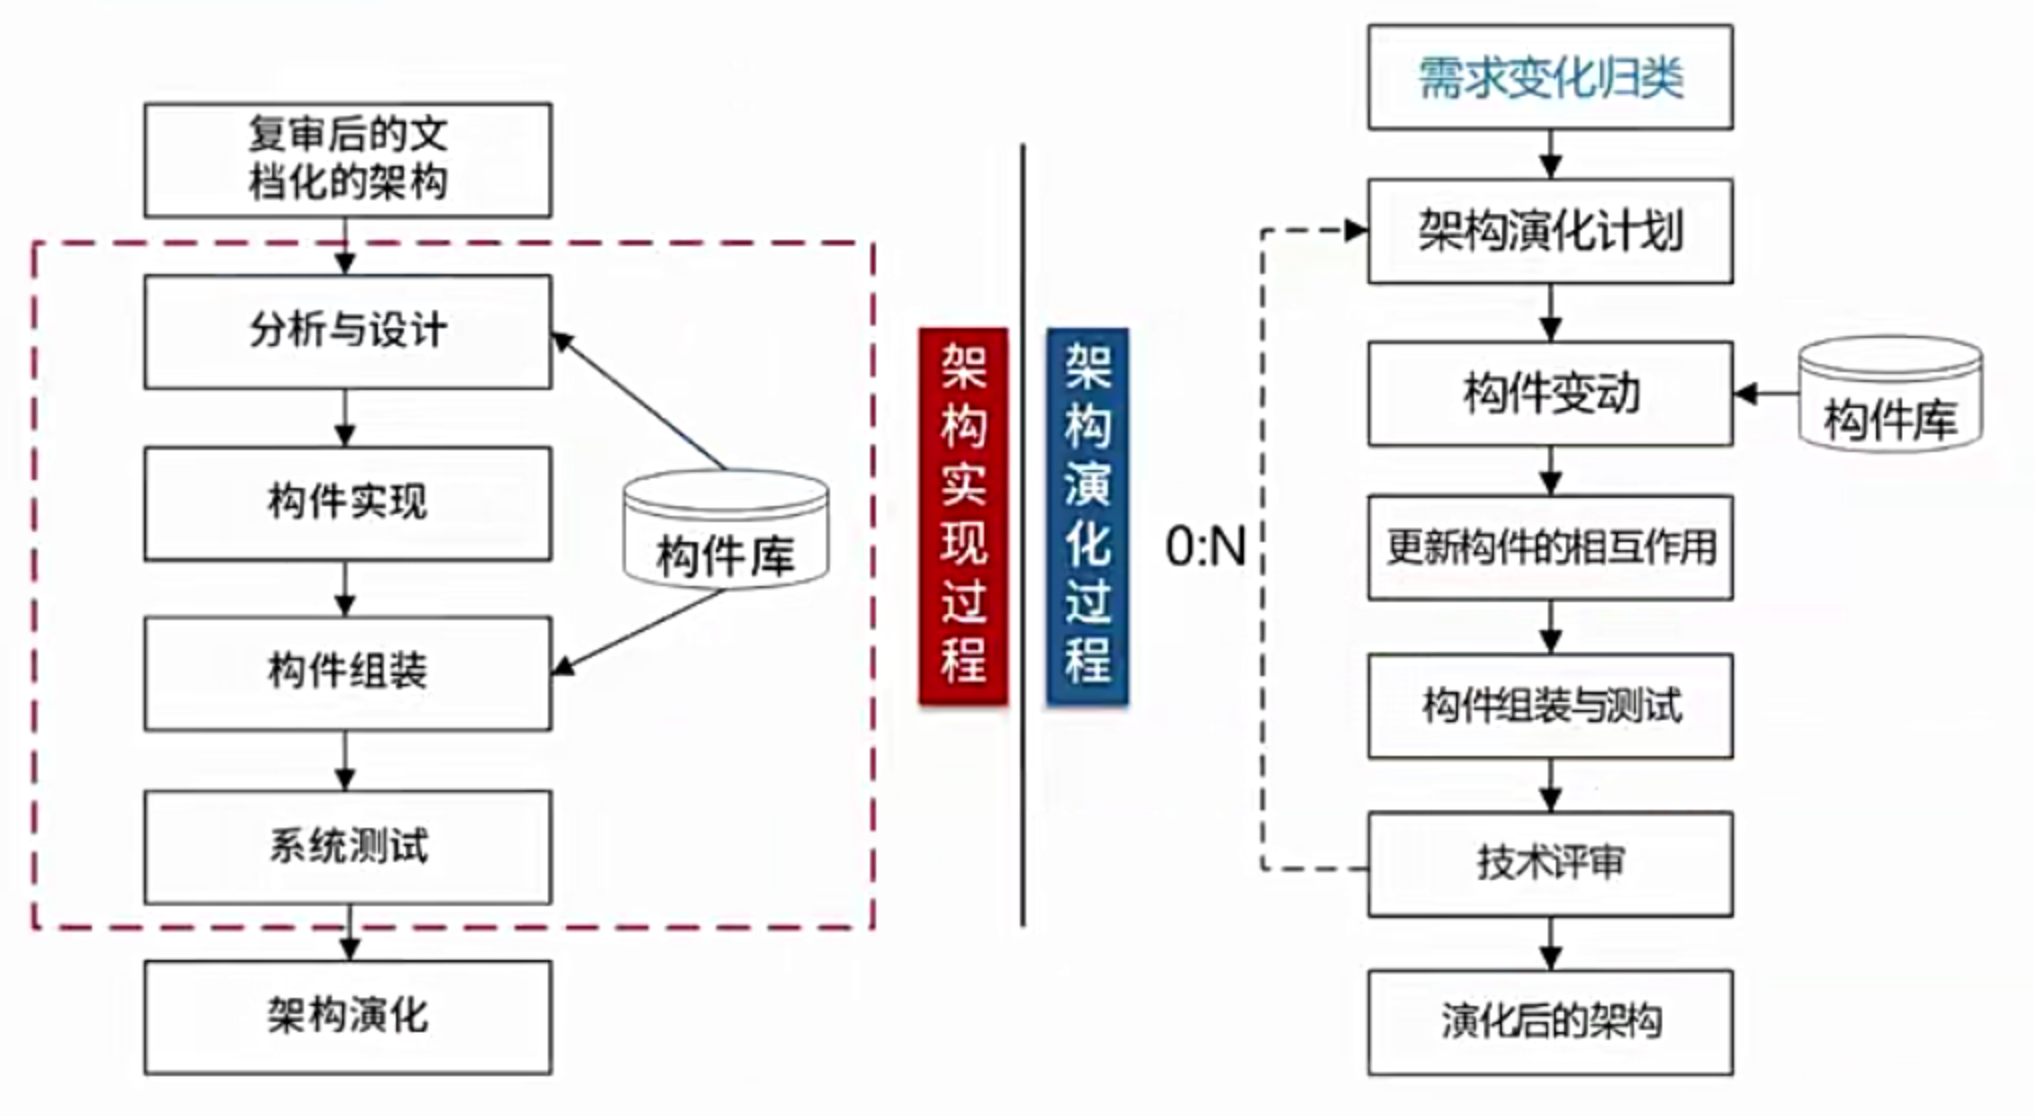 复审后的文
档化的架构
分析与设计
构件实现
构件组装
系统测试
架构演化
构件库
架构实现过程
架构演化过程
0:N
需求变化归类
架构演化计划
构件变动
构件库
更新构件的相互作用
构件组装与测试
技术评审
演化后的架构